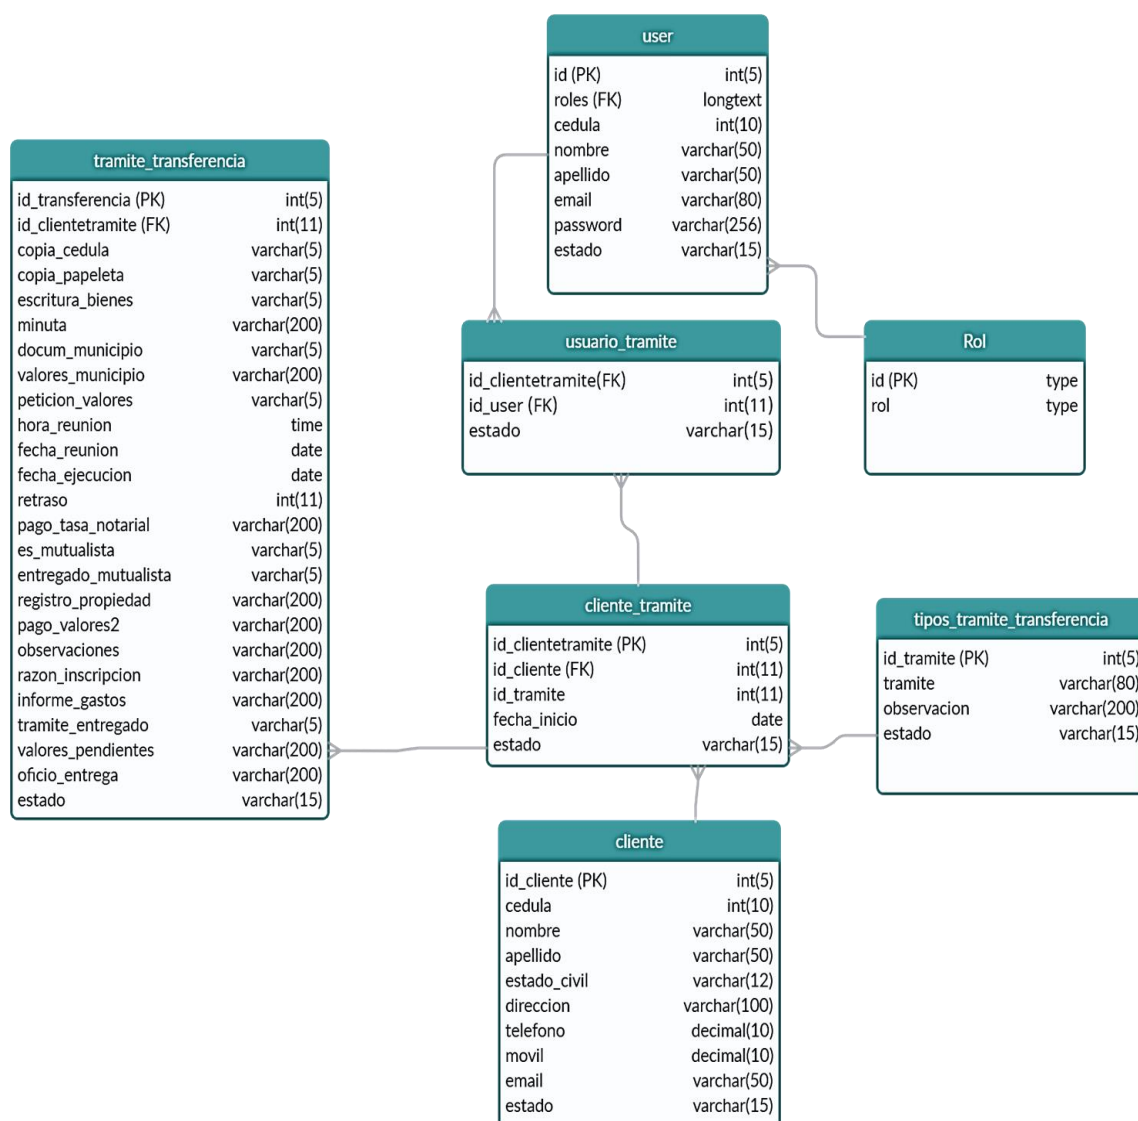 user
id (PK) int(5)
roles (FK) longtext
cedula int(10)
nombre varchar(50)
apellido varchar(50)
email varchar(80)
password varchar(256)
estado varchar(15)
tramite_transferencia
id_transferencia (PK) int(5)
id_clientetramite (FK) int(11)
copia_cedula varchar(5)
copia_papeleta varchar(5)
escritura_bienes varchar(5)
minuta varchar(200)
docum_municipio varchar(5)
valores_municipio varchar(200)
peticion_valores varchar(5)
hora_reunion time
fecha_reunion date
fecha_ejecucion date
retraso int(11)
pago_tasa_notarial varchar(200)
es_mutualista varchar(5)
entregado_mutualista varchar(5)
registro_propiedad varchar(200)
pago_valores2 varchar(200)
observaciones varchar(200)
razon_inscripcion varchar(200)
informe_gastos varchar(200)
tramite_entregado varchar(5)
valores_pendientes varchar(200)
oficio_entrega varchar(200)
estado varchar(15)
usuario_tramite
id_clientetramite(FK) int(5)
id_user (FK) int(11)
estado varchar(15)
Rol
id (PK) type
rol type
cliente_tramite
id_clientetramite (PK) int(5)
id_cliente (FK) int(11)
id_tramite int(11)
fecha_inicio date
estado varchar(15)
tipos_tramite_transferencia
id_tramite (PK) int(5)
tramite varchar(80)
observacion varchar(200)
estado varchar(15)
cliente
id_cliente (PK) int(5)
cedula int(10)
nombre varchar(50)
apellido varchar(50)
estado_civil varchar(12)
direccion varchar(100)
telefono decimal(10)
movil decimal(10)
email varchar(50)
estado varchar(15)